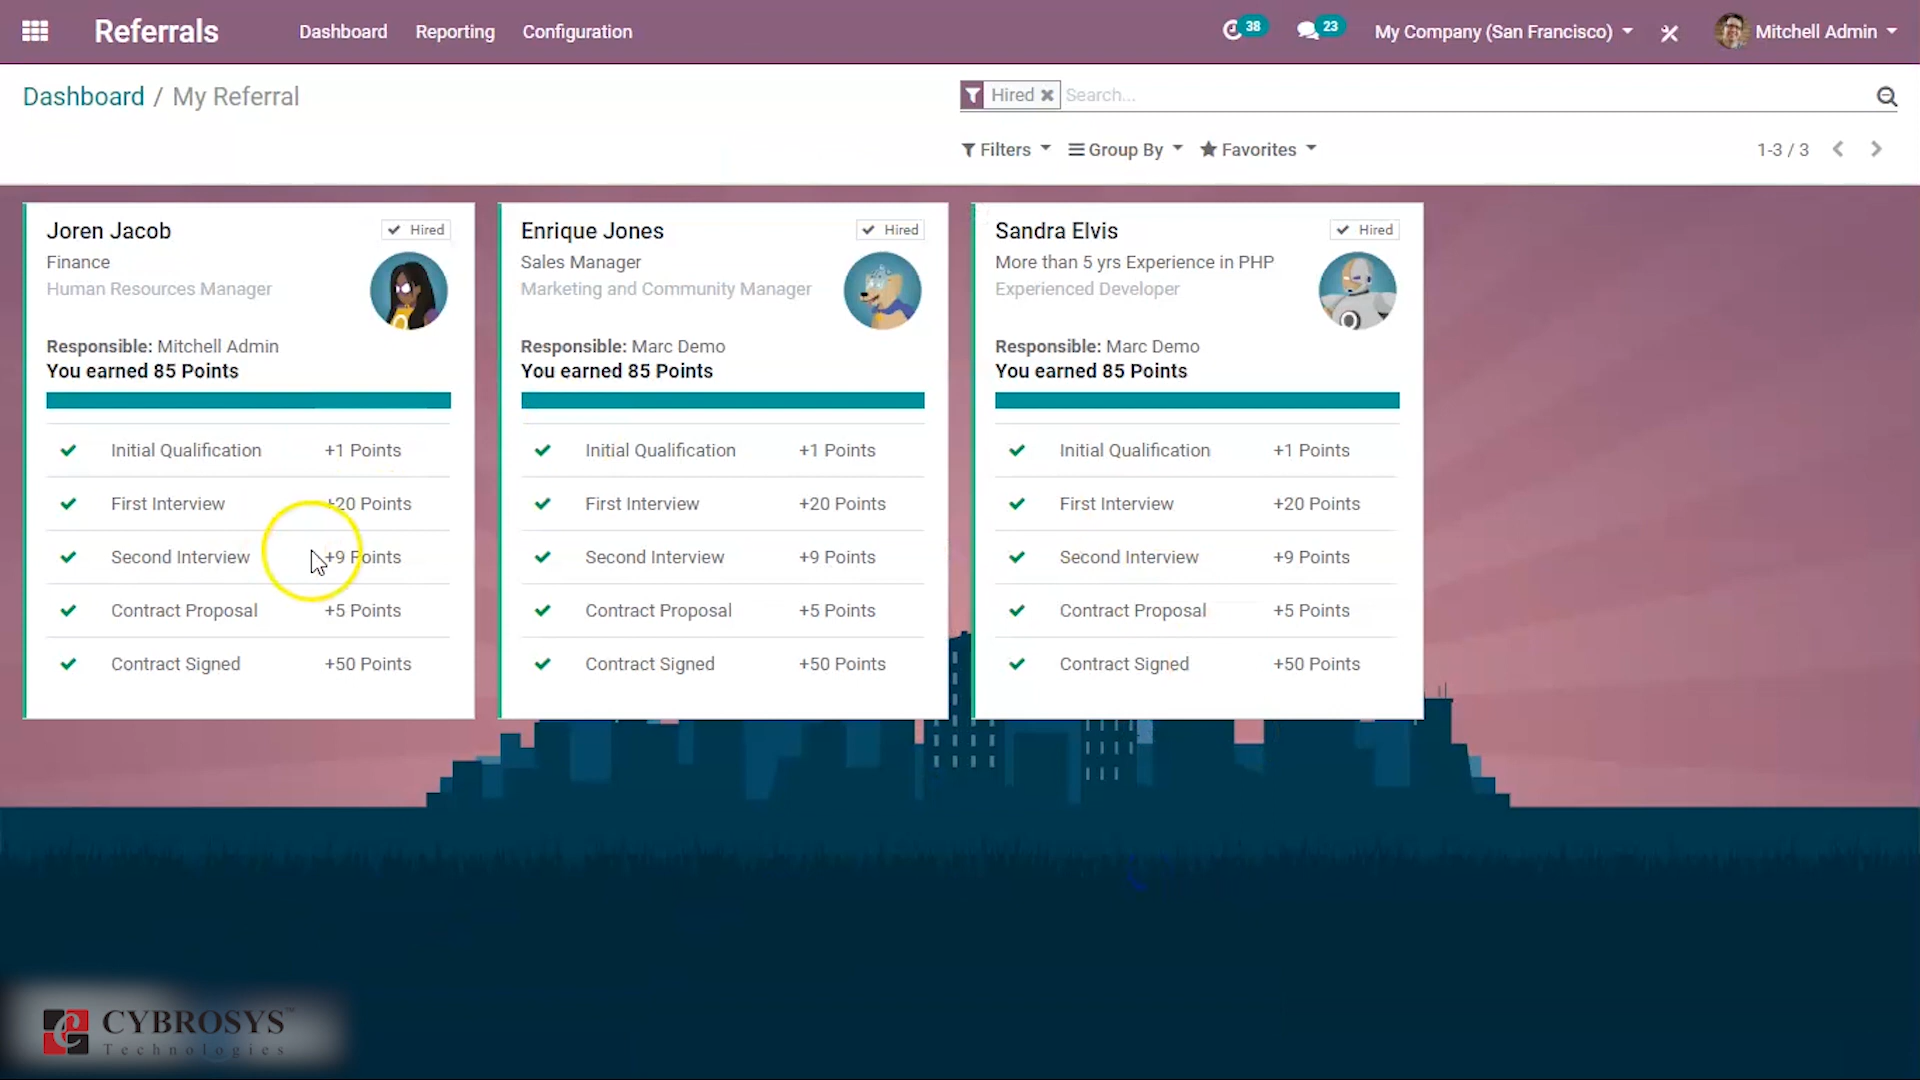 Referrals Dashboard Reporting Configuration 38 23 My Company (San Francisco) Mitchell Admin
Dashboard / My Referral
Hired Search...
Filters Group By Favorites 1-3 / 3
Joren Jacob Hired
Finance
Human Resources Manager
Responsible: Mitchell Admin
You earned 85 Points
Initial Qualification +1 Points
First Interview +20 Points
Second Interview +9 Points
Contract Proposal +5 Points
Contract Signed +50 Points
Enrique Jones Hired
Sales Manager
Marketing and Community Manager
Responsible: Marc Demo
You earned 85 Points
Initial Qualification +1 Points
First Interview +20 Points
Second Interview +9 Points
Contract Proposal +5 Points
Contract Signed +50 Points
Sandra Elvis Hired
More than 5 yrs Experience in PHP
Experienced Developer
Responsible: Marc Demo
You earned 85 Points
Initial Qualification +1 Points
First Interview +20 Points
Second Interview +9 Points
Contract Proposal +5 Points
Contract Signed +50 Points
CYBROSYS™
Technologies